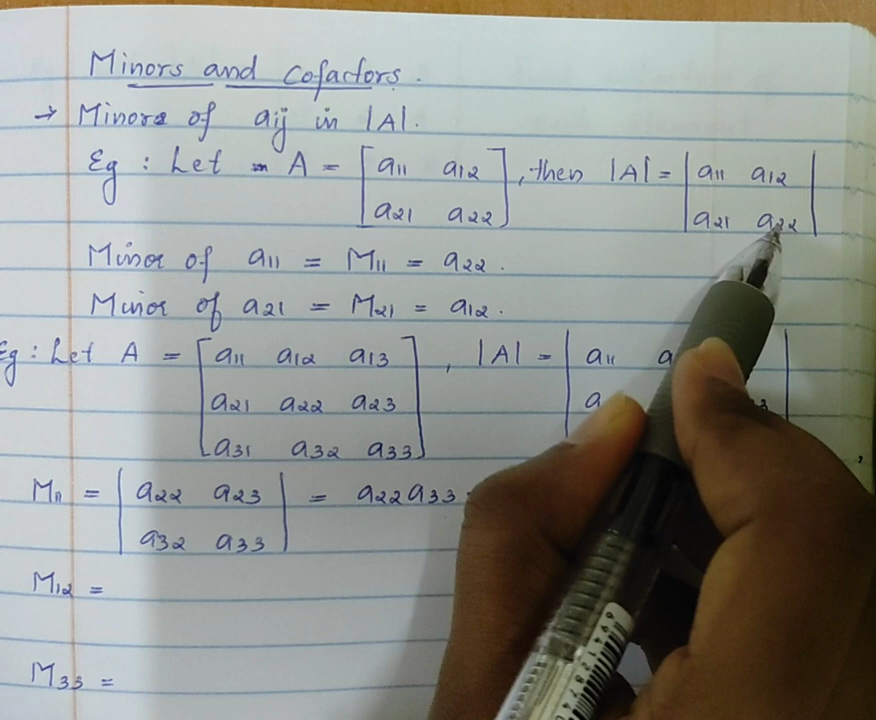 Minors and Cofactors.
→ Minors of aij in |A|.
Eg : Let A = [a11 a12
a21 a22], then |A| = |a11 a12
a21 a22|
Minor of a11 = M11 = a22.
Minor of a21 = M21 = a12.
Eg : Let A = [a11 a12 a13
a21 a22 a23
a31 a32 a33], |A| = |a11 a
a
M11 = |a22 a23
a32 a33| = a22a33
M12 =
M33 =